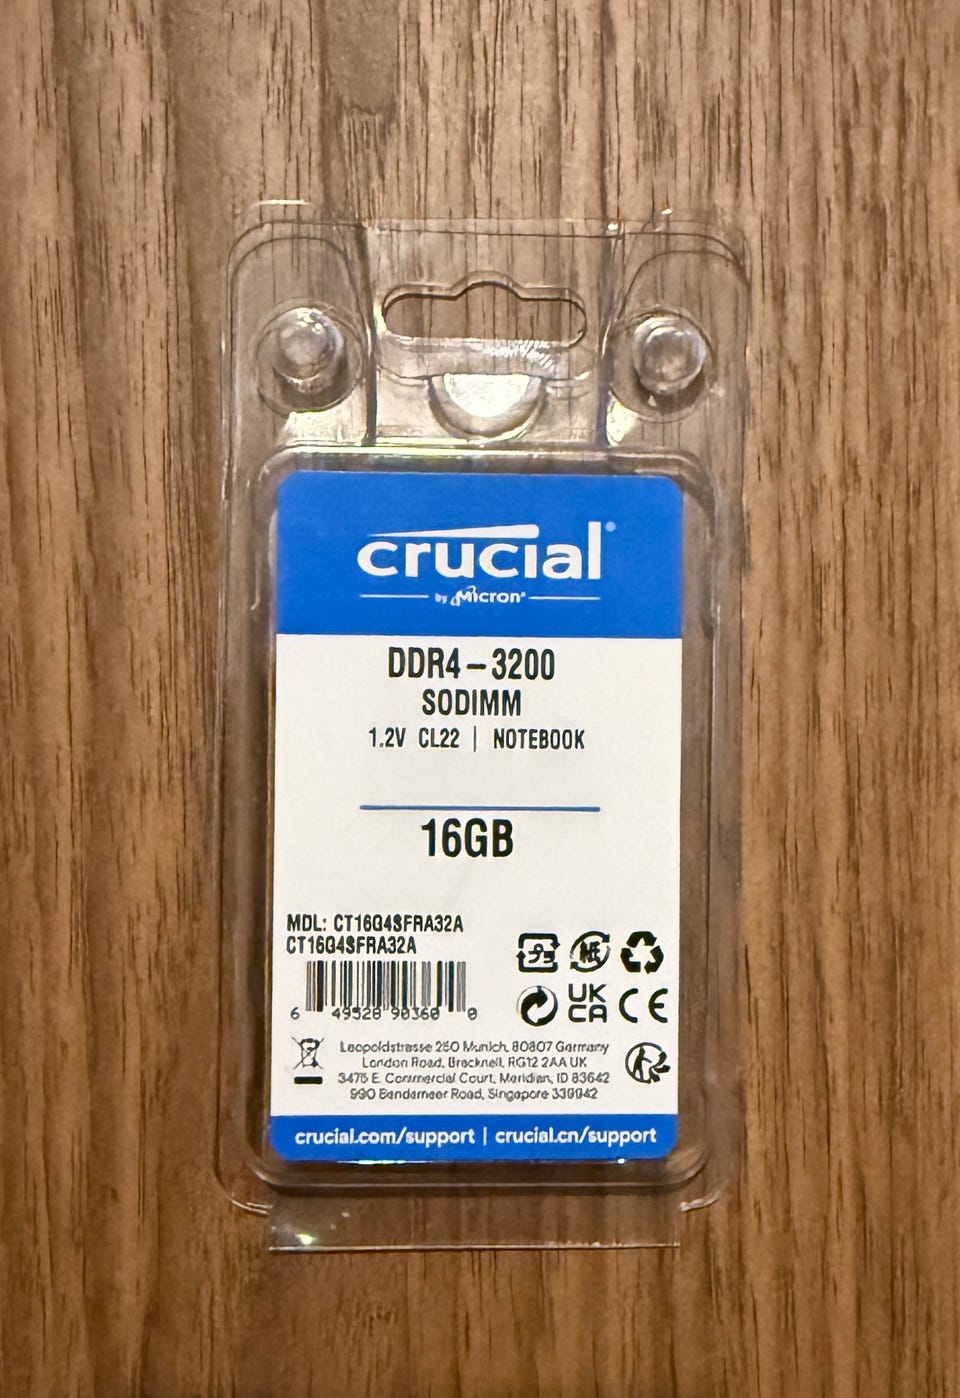 crucial
by Micron®
DDR4-3200
SODIMM
1.2V CL22 | NOTEBOOK
16GB
MDL: CT16G4SFRA32A
CT16G4SFRA32A
6 49528 90360 0
UK
CA
CE
Leopoldstrasse 250 Munich, 80807 Germany
London Road, Bracknell, RG12 2AA UK
3475 E. Commercial Court, Meridian, ID 83642
990 Bendemeer Road, Singapore 339942
crucial.com/support | crucial.cn/support